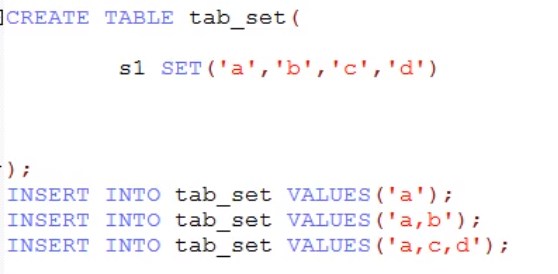 CREATE TABLE tab_set(
s1 SET('a','b','c','d')
);
INSERT INTO tab_set VALUES('a');
INSERT INTO tab_set VALUES('a,b');
INSERT INTO tab_set VALUES('a,c,d');